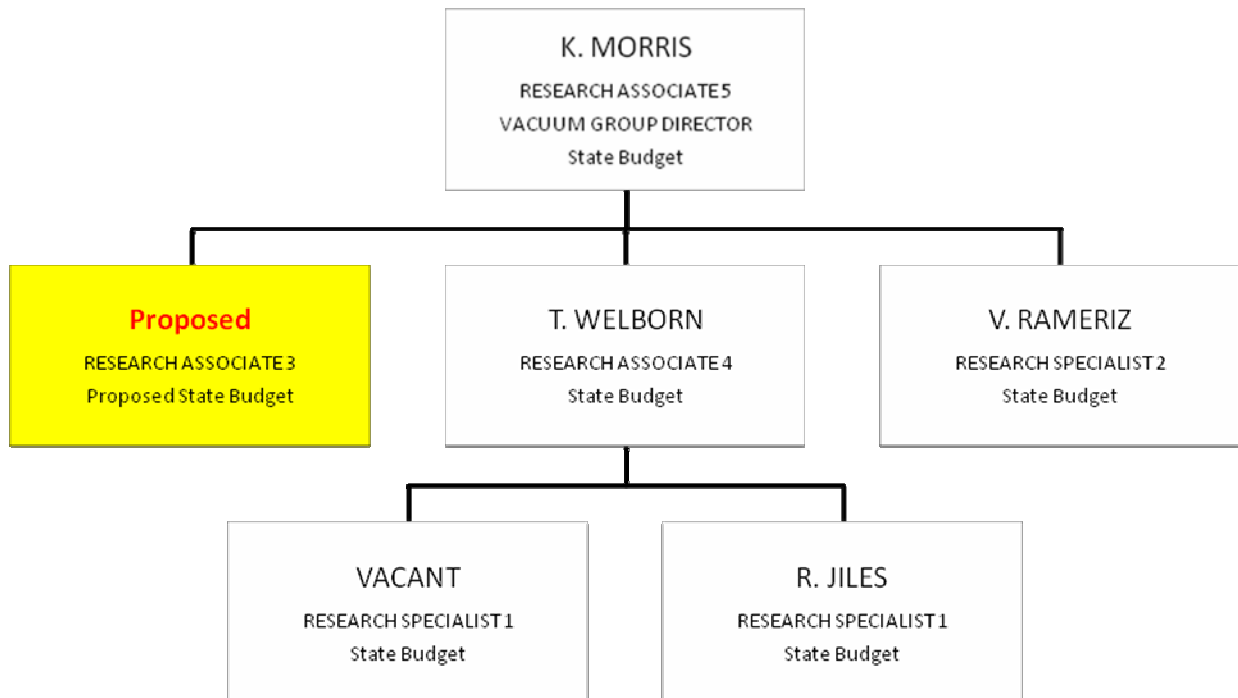 K. MORRIS
RESEARCH ASSOCIATE 5
VACUUM GROUP DIRECTOR
State Budget
Proposed
RESEARCH ASSOCIATE 3
Proposed State Budget
T. WELBORN
RESEARCH ASSOCIATE 4
State Budget
V. RAMERIZ
RESEARCH SPECIALIST 2
State Budget
VACANT
RESEARCH SPECIALIST 1
State Budget
R. JILES
RESEARCH SPECIALIST 1
State Budget